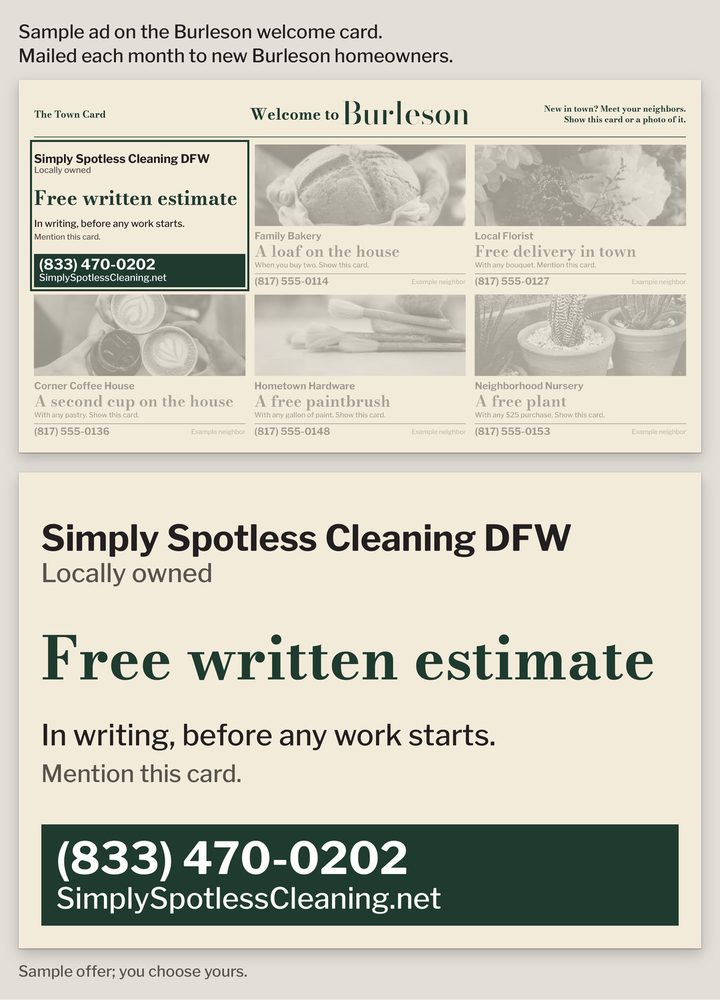 Sample ad on the Burleson welcome card.
Mailed each month to new Burleson homeowners.
The Town Card
Welcome to Burleson
New in town? Meet your neighbors.
Show this card or a photo of it.
Simply Spotless Cleaning DFW
Locally owned
Free written estimate
In writing, before any work starts.
Mention this card.
(833) 470-0202
SimplySpotlessCleaning.net
Family Bakery
A loaf on the house
When you buy two. Show this card.
(817) 555-0114
Example neighbor
Local Florist
Free delivery in town
With any bouquet. Mention this card.
(817) 555-0127
Example neighbor
Corner Coffee House
A second cup on the house
With any pastry. Show this card.
(817) 555-0136
Example neighbor
Hometown Hardware
A free paintbrush
With any gallon of paint. Show this card.
(817) 555-0148
Example neighbor
Neighborhood Nursery
A free plant
With any $25 purchase. Show this card.
(817) 555-0153
Example neighbor
Simply Spotless Cleaning DFW
Locally owned
Free written estimate
In writing, before any work starts.
Mention this card.
(833) 470-0202
SimplySpotlessCleaning.net
Sample offer; you choose yours.